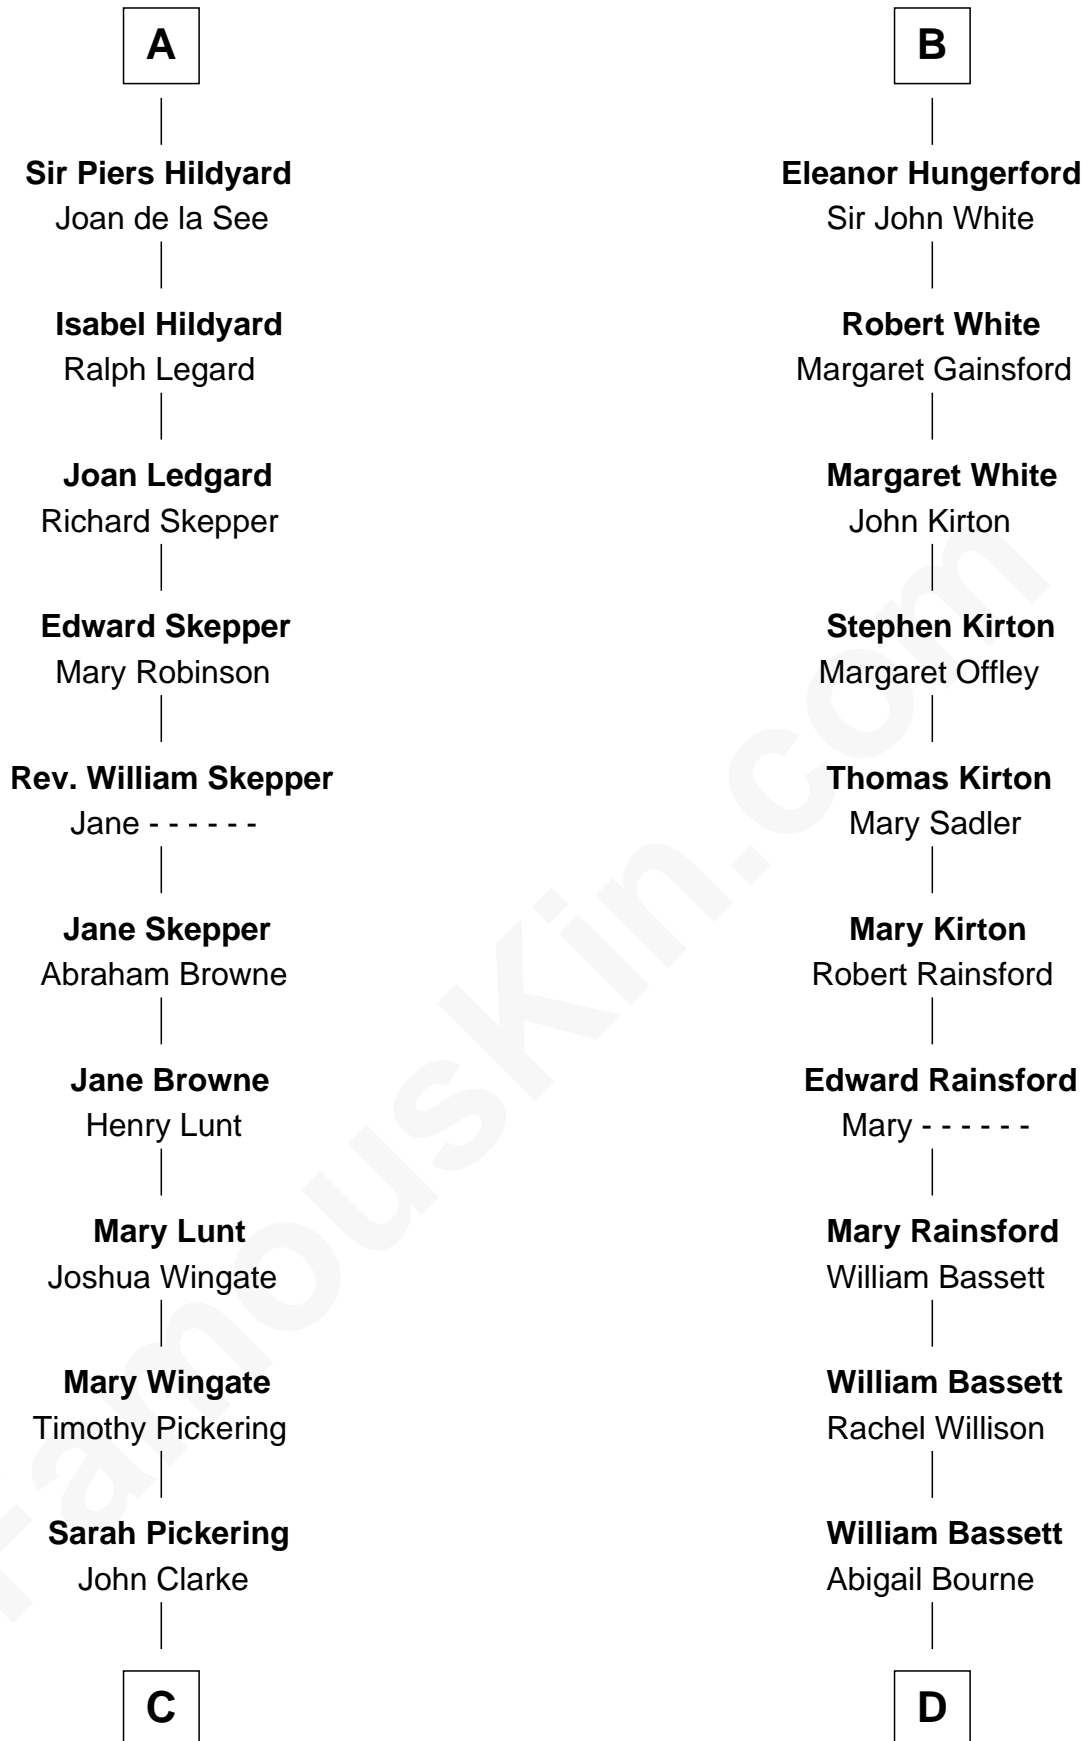 A
Sir Piers Hildyard
Joan de la See
Isabel Hildyard
Ralph Legard
Joan Ledgard
Richard Skepper
Edward Skepper
Mary Robinson
Rev. William Skepper
Jane - - - - - -
Jane Skepper
Abraham Browne
Jane Browne
Henry Lunt
Mary Lunt
Joshua Wingate
Mary Wingate
Timothy Pickering
Sarah Pickering
John Clarke
C
B
Eleanor Hungerford
Sir John White
Robert White
Margaret Gainsford
Margaret White
John Kirton
Stephen Kirton
Margaret Offley
Thomas Kirton
Mary Sadler
Mary Kirton
Robert Rainsford
Edward Rainsford
Mary - - - - - -
Mary Rainsford
William Bassett
William Bassett
Rachel Willison
William Bassett
Abigail Bourne
D
FamousKin.com